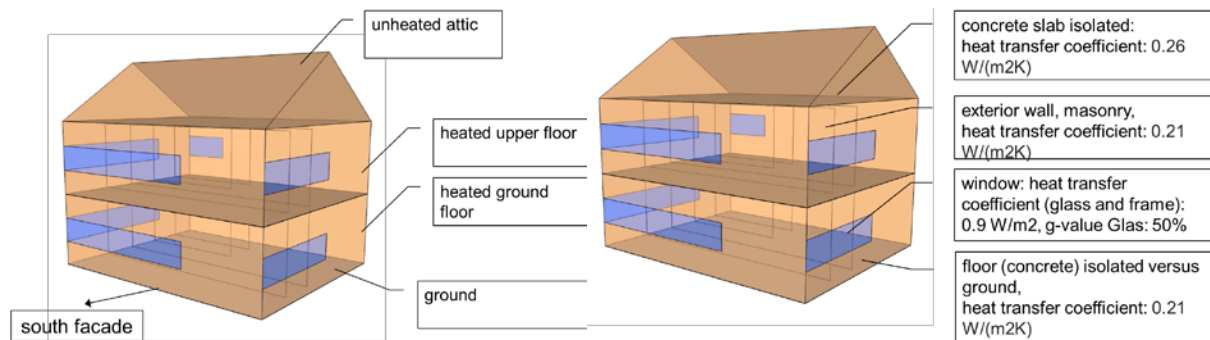 unheated attic
heated upper floor
heated ground
floor
ground
south facade
concrete slab isolated:
heat transfer coefficient: 0.26
W/(m2K)
exterior wall, masonry,
heat transfer coefficient: 0.21
W/(m2K)
window: heat transfer
coefficient (glass and frame):
0.9 W/m2, g-value Glas: 50%
floor (concrete) isolated versus
ground,
heat transfer coefficient: 0.21
W/(m2K)